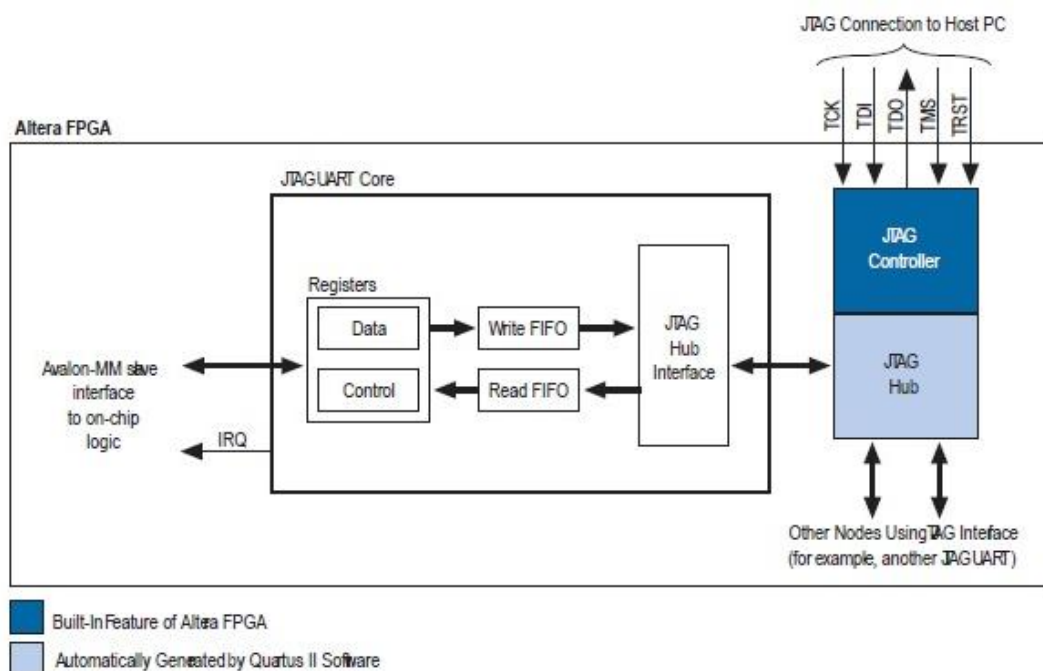 JTAG Connection to Host PC
TCK
TDI
TDO
TMS
TRST
Altera FPGA
JTAG UART Core
JTAG
Controller
Registers
Data
Write FIFO
JTAG
Hub
Interface
Control
Read FIFO
JTAG
Hub
Avalon-MM slave
interface
to on-chip
logic
IRQ
Other Nodes Using JTAG Interface
(for example, another JTAG UART)
Built-In Feature of Altera FPGA
Automatically Generated by Quartus II Software